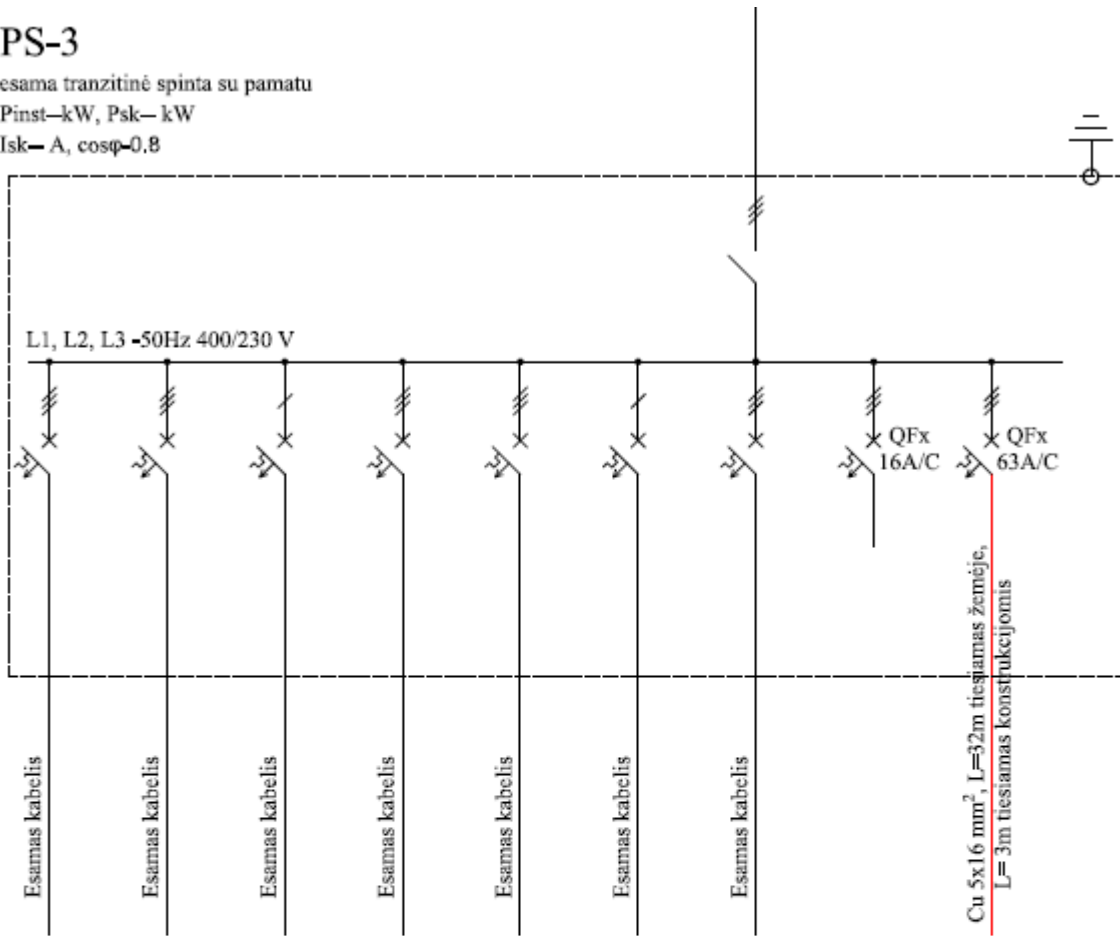 PS-3
esama tranzitinė spinta su pamatu
Pinst–kW, Psk– kW
Isk– A, cosφ-0.8
L1, L2, L3 -50Hz 400/230 V
QFx
16A/C
QFx
63A/C
Esamas kabelis
Esamas kabelis
Esamas kabelis
Esamas kabelis
Esamas kabelis
Esamas kabelis
Esamas kabelis
Cu 5x16 mm², L=32m tiesiamas žemėje,
L= 3m tiesiamas konstrukcijomis